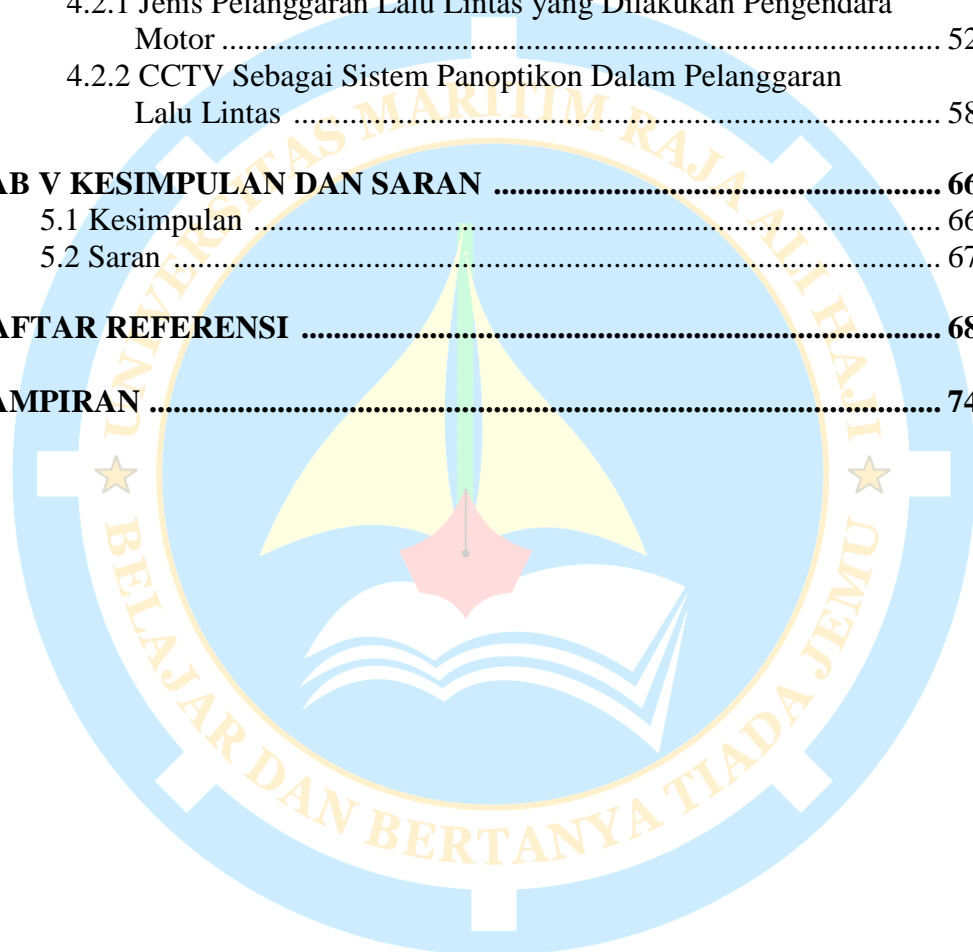 4.2.1 Jenis Pelanggaran Lalu Lintas yang Dilakukan Pengendara
Motor ........................................................................................ 52
4.2.2 CCTV Sebagai Sistem Panoptikon Dalam Pelanggaran
Lalu Lintas ............................................................................... 58
AB V KESIMPULAN DAN SARAN ...................................................... 66
5.1 Kesimpulan .................................................................................... 66
5.2 Saran .............................................................................................. 67
AFTAR REFERENSI .............................................................................. 68
AMPIRAN ................................................................................................ 74
UNIVERSITAS MARITIM RAJA ALI HAJI
BELAJAR DAN BERTANYA TIADA JEMU